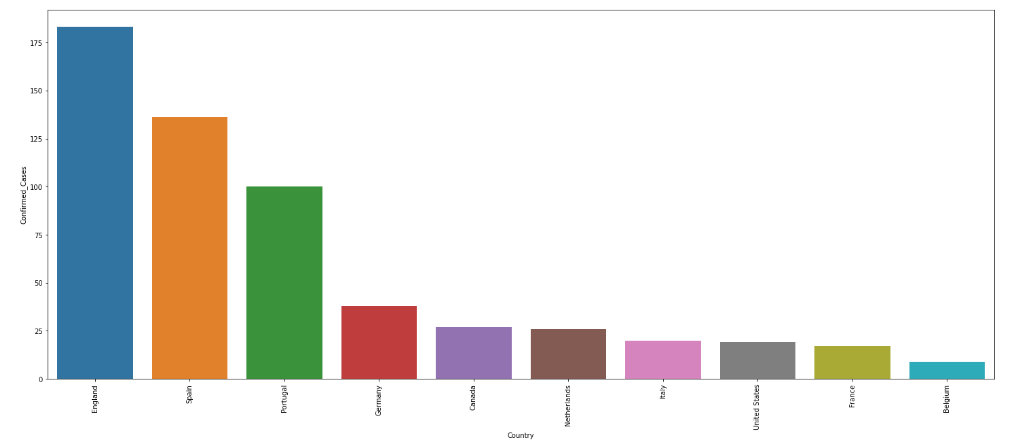 175
150
125
100
75
50
25
0
Confirmed_Cases
England
Spain
Portugal
Germany
Canada
Netherlands
Italy
United States
France
Belgium
Country